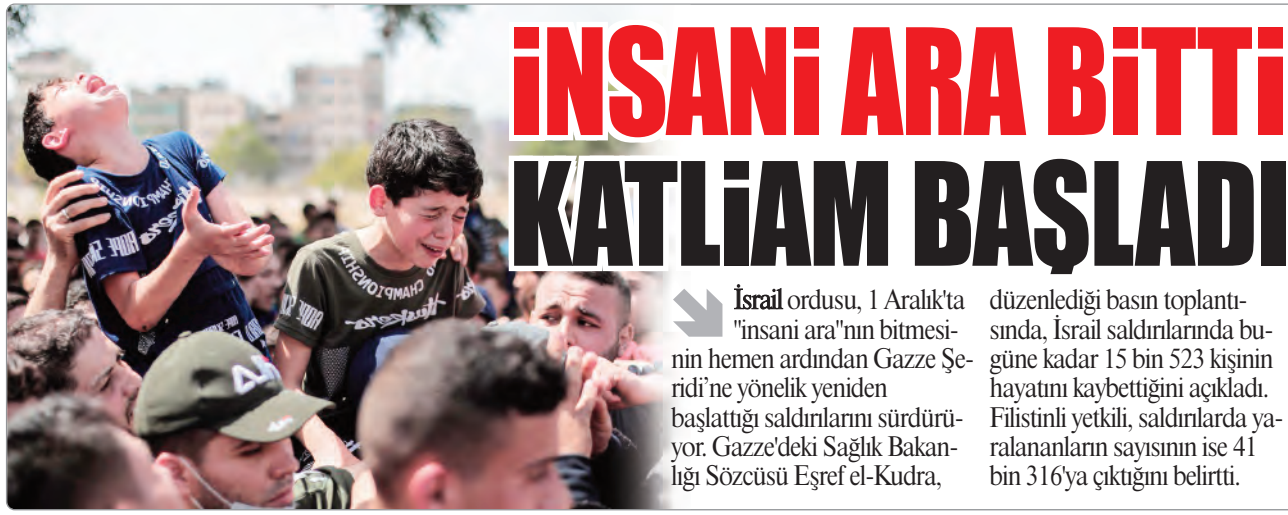 İNSANİ ARA BİTTİ
KATLİAM BAŞLADI
İsrail ordusu, 1 Aralık'ta
"insani ara"nın bitmesi-
nin hemen ardından Gazze Şe-
ridi’ne yönelik yeniden
başlattığı saldırılarını sürdürü-
yor. Gazze'deki Sağlık Bakan-
lığı Sözcüsü Eşref el-Kudra,
düzenlediği basın toplantı-
sında, İsrail saldırılarında bu-
güne kadar 15 bin 523 kişinin
hayatını kaybettiğini açıkladı.
Filistinli yetkili, saldırılarda ya-
ralananların sayısının ise 41
bin 316'ya çıktığını belirtti.